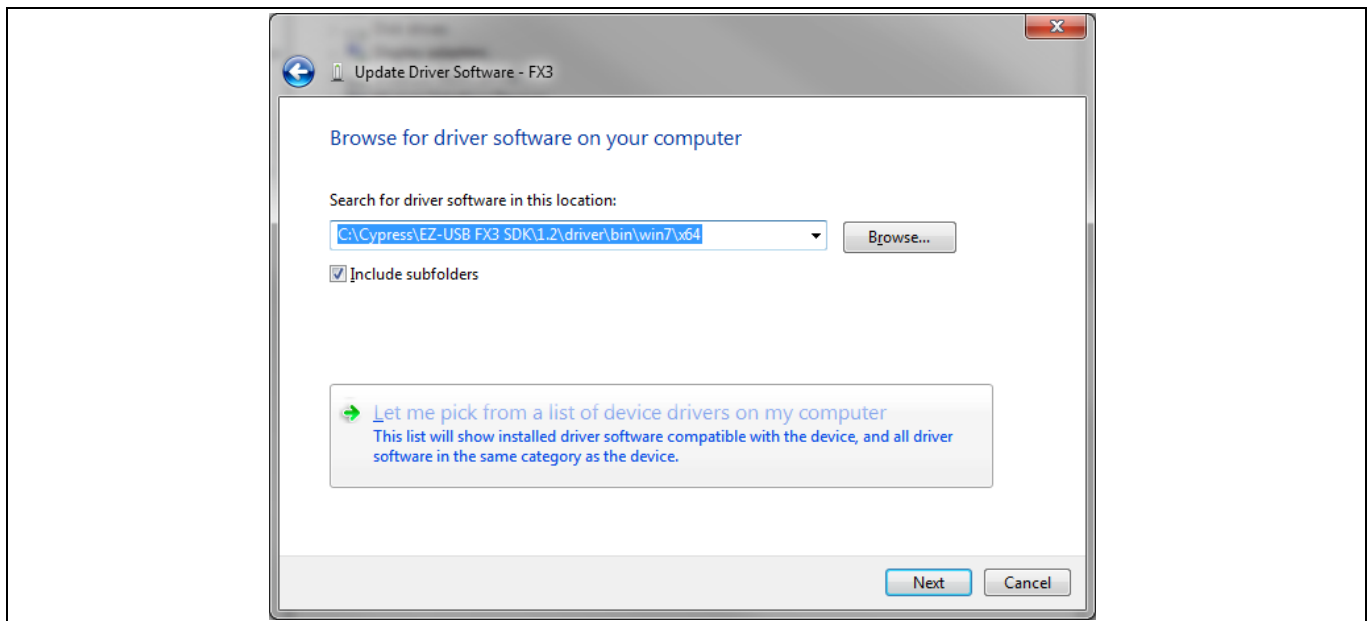 Update Driver Software - FX3
Browse for driver software on your computer
Search for driver software in this location:
C:\Cypress\EZ-USB FX3 SDK\1.2\driver\bin\win7\x64
Browse...
Include subfolders
Let me pick from a list of device drivers on my computer
This list will show installed driver software compatible with the device, and all driver
software in the same category as the device.
Next
Cancel